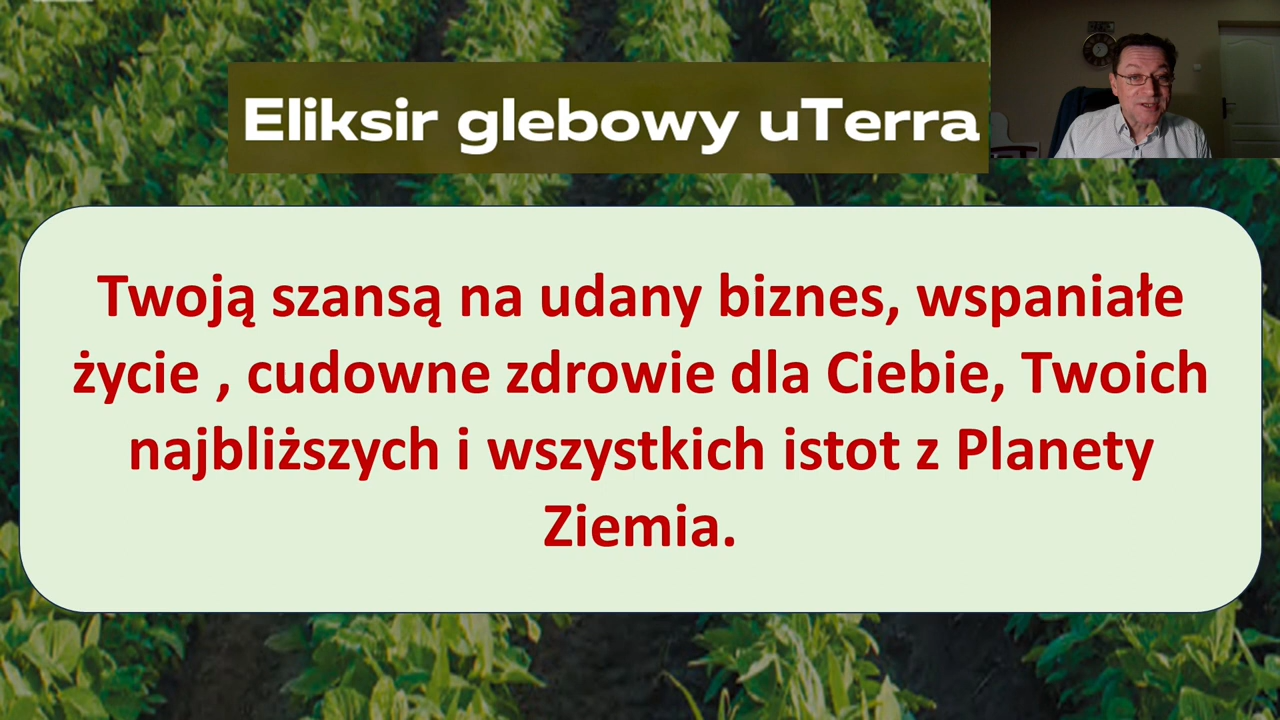 Eliksir glebowy uTerra
Twoją szansą na udany biznes, wspaniałe
życie , cudowne zdrowie dla Ciebie, Twoich
najbliższych i wszystkich istot z Planety
Ziemia.